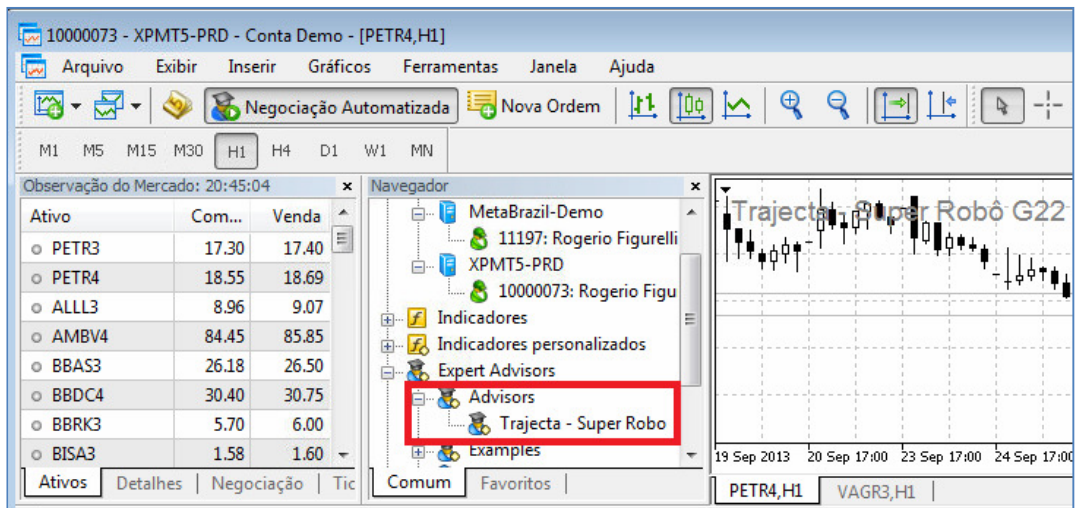 10000073 - XPMT5-PRD - Conta Demo - [PETR4,H1]
Arquivo Exibir Inserir Gráficos Ferramentas Janela Ajuda
Negociação Automatizada Nova Ordem
M1 M5 M15 M30 H1 H4 D1 W1 MN
Observação do Mercado: 20:45:04
Ativo Com... Venda
PETR3 17.30 17.40
PETR4 18.55 18.69
ALLL3 8.96 9.07
AMBV4 84.45 85.85
BBAS3 26.18 26.50
BBDC4 30.40 30.75
BBRK3 5.70 6.00
BISA3 1.58 1.60
Ativos Detalhes | Negociação | Tic
Navegador
MetaBrazil-Demo
11197: Rogerio Figurelli
XPMT5-PRD
10000073: Rogerio Figu
Indicadores
Indicadores personalizados
Expert Advisors
Advisors
Trajecta - Super Robo
Examples
Comum Favoritos |
Trajecta - Super Robô G22
19 Sep 2013 20 Sep 17:00 23 Sep 17:00 24 Sep 17:00
PETR4,H1 VAGR3,H1 |